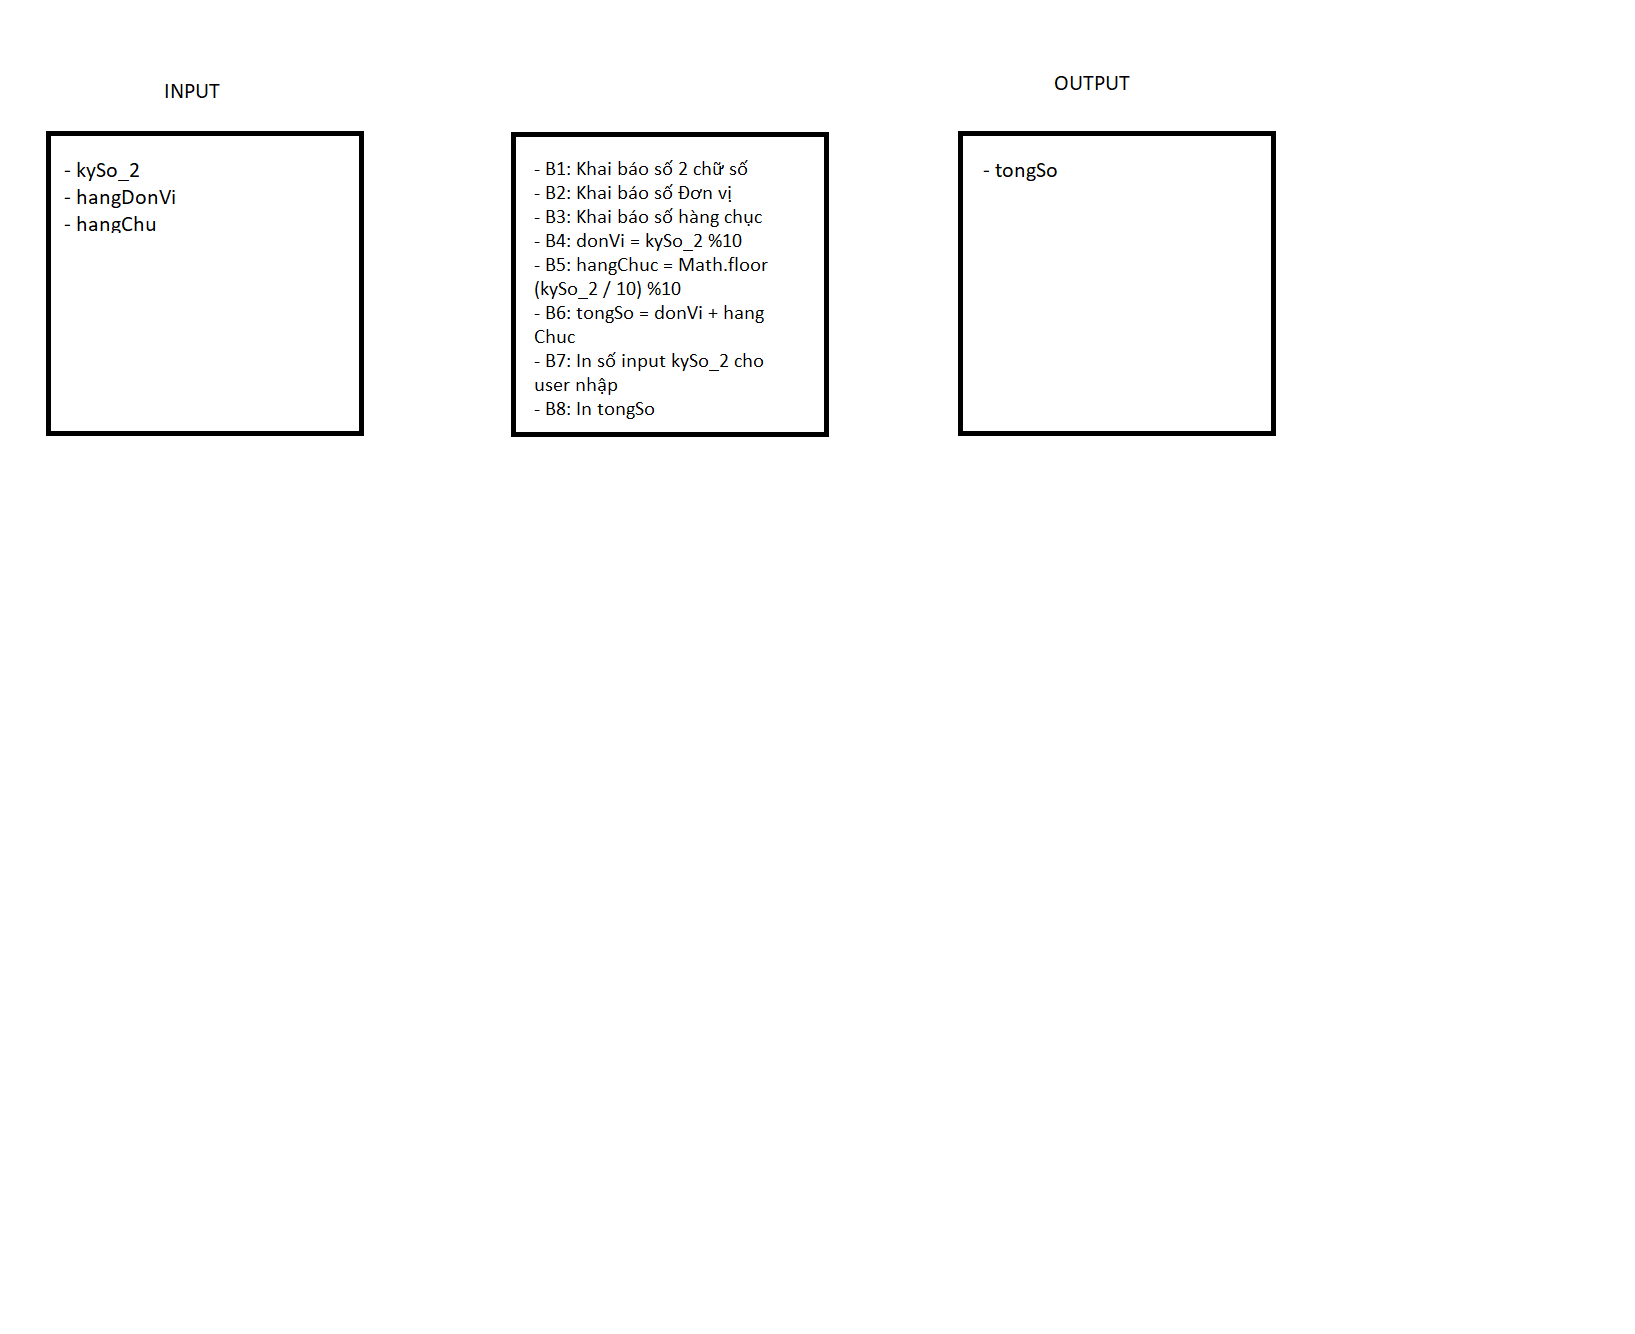 INPUT
- kySo_2
- hangDonVi
- hangChu
- B1: Khai báo số 2 chữ số
- B2: Khai báo số Đơn vị
- B3: Khai báo số hàng chục
- B4: donVi = kySo_2 %10
- B5: hangChuc = Math.floor
(kySo_2 / 10) %10
- B6: tongSo = donVi + hang
Chuc
- B7: In số input kySo_2 cho
user nhập
- B8: In tongSo
OUTPUT
- tongSo